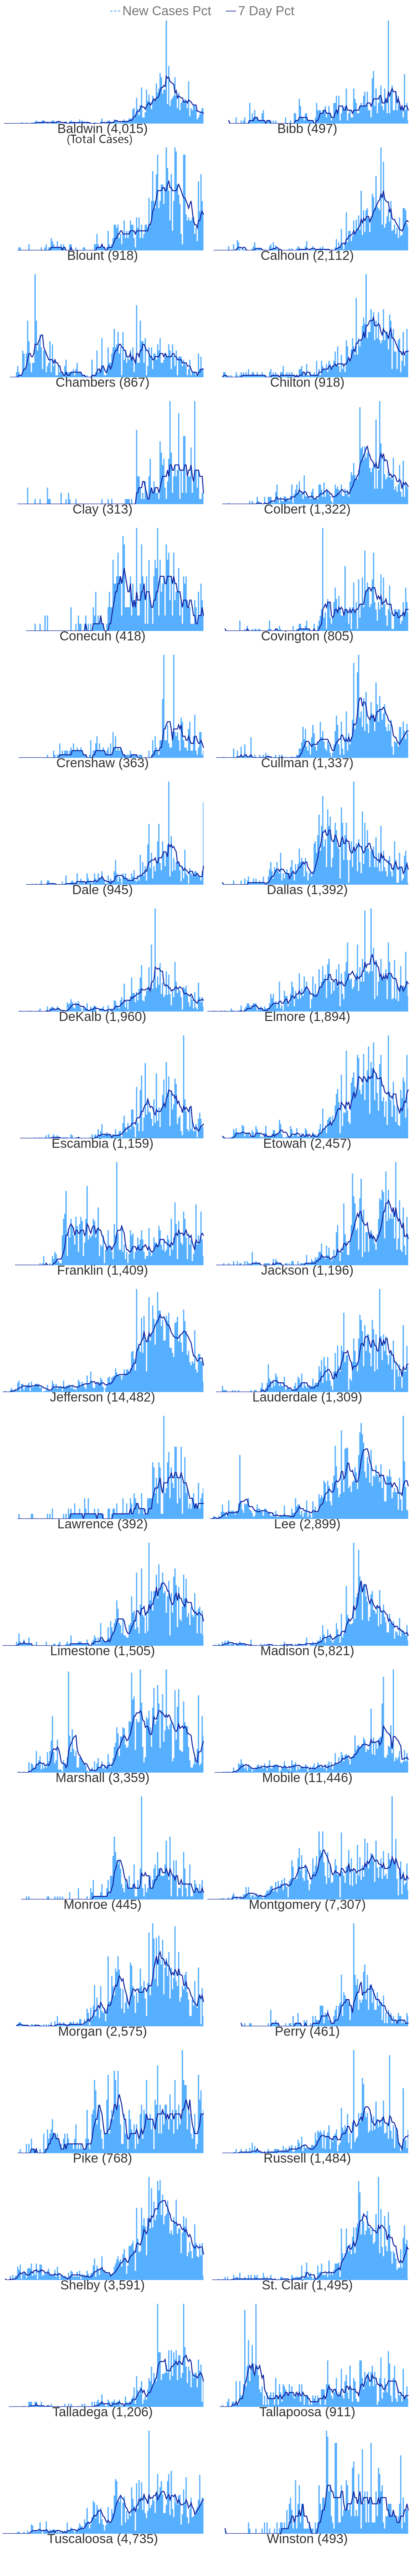 New Cases Pct 7 Day Pct
Baldwin (4,015) Bibb (497)
(Total Cases)
Blount (918) Calhoun (2,112)
Chambers (867) Chilton (918)
Clay (313) Colbert (1,322)
Conecuh (418) Covington (805)
Crenshaw (363) Cullman (1,337)
Dale (945) Dallas (1,392)
DeKalb (1,960) Elmore (1,894)
Escambia (1,159) Etowah (2,457)
Franklin (1,409) Jackson (1,196)
Jefferson (14,482) Lauderdale (1,309)
Lawrence (392) Lee (2,899)
Limestone (1,505) Madison (5,821)
Marshall (3,359) Mobile (11,446)
Monroe (445) Montgomery (7,307)
Morgan (2,575) Perry (461)
Pike (768) Russell (1,484)
Shelby (3,591) St. Clair (1,495)
Talladega (1,206) Tallapoosa (911)
Tuscaloosa (4,735) Winston (493)